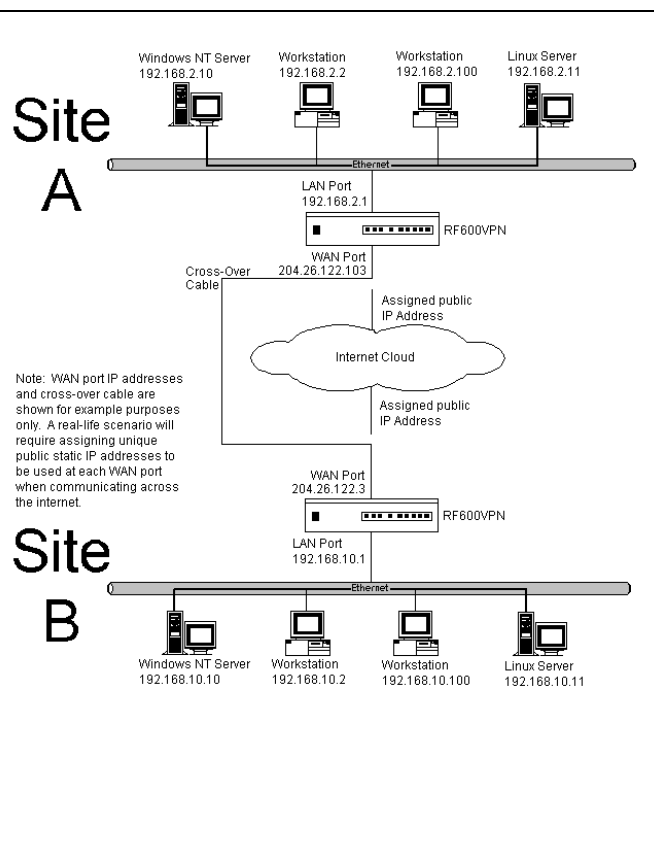 Windows NT Server
192.168.2.10
Workstation
192.168.2.2
Workstation
192.168.2.100
Linux Server
192.168.2.11
Site
A
Ethernet
LAN Port
192.168.2.1
RF600VPN
WAN Port
204.26.122.103
Cross-Over
Cable
Assigned public
IP Address
Internet Cloud
Assigned public
IP Address
Note: WAN port IP addresses
and cross-over cable are
shown for example purposes
only. A real-life scenario will
require assigning unique
public static IP addresses to
be used at each WAN port
when communicating across
the internet.
WAN Port
204.26.122.3
RF600VPN
LAN Port
192.168.10.1
Site
B
Ethernet
Windows NT Server
192.168.10.10
Workstation
192.168.10.2
Workstation
192.168.10.100
Linux Server
192.168.10.11